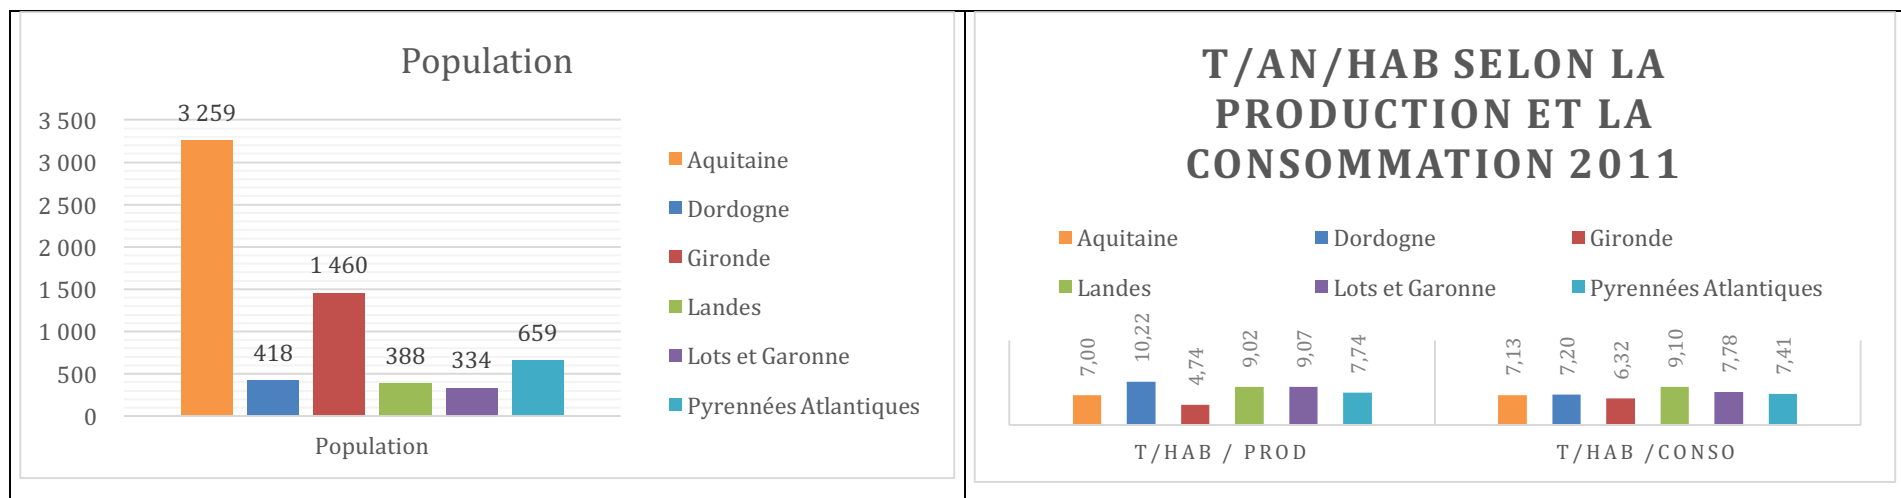 Population
3 500
3 000
2 500
2 000
1 500
1 000
500
0
3 259
418
1 460
388
334
659
Population
Aquitaine
Dordogne
Gironde
Landes
Lots et Garonne
Pyrennées Atlantiques
T/AN/HAB SELON LA
PRODUCTION ET LA
CONSOMMATION 2011
Aquitaine
Dordogne
Gironde
Landes
Lots et Garonne
Pyrennées Atlantiques
7,00
10,22
4,74
9,02
9,07
7,74
7,13
7,20
6,32
9,10
7,78
7,41
T/HAB / PROD
T/HAB /CONSO